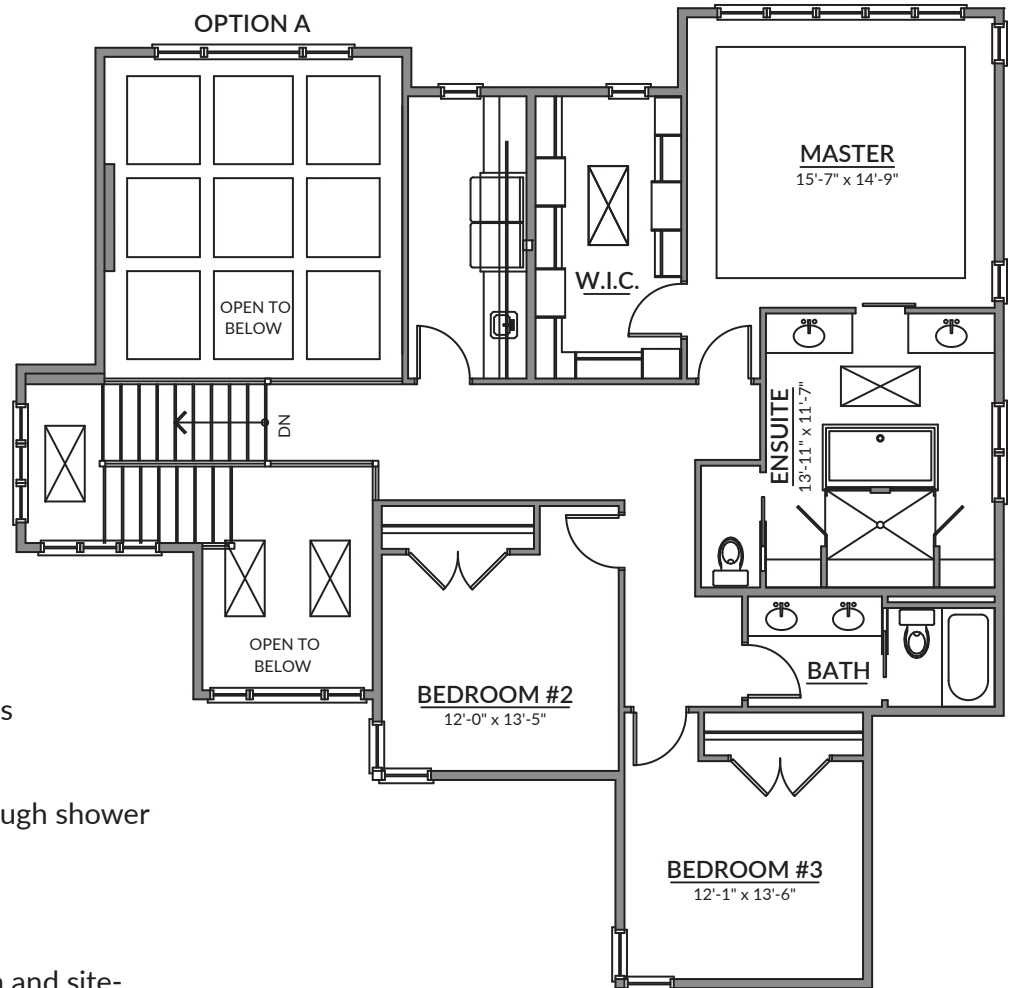 OPTION A
MASTER
15'-7" x 14'-9"
W.I.C.
OPEN TO
BELOW
ENSUITE
13'-11" x 11'-7"
DN
OPEN TO
BELOW
BEDROOM #2
12'-0" x 13'-5"
BATH
s
ugh shower
BEDROOM #3
12'-1" x 13'-6"
and site-